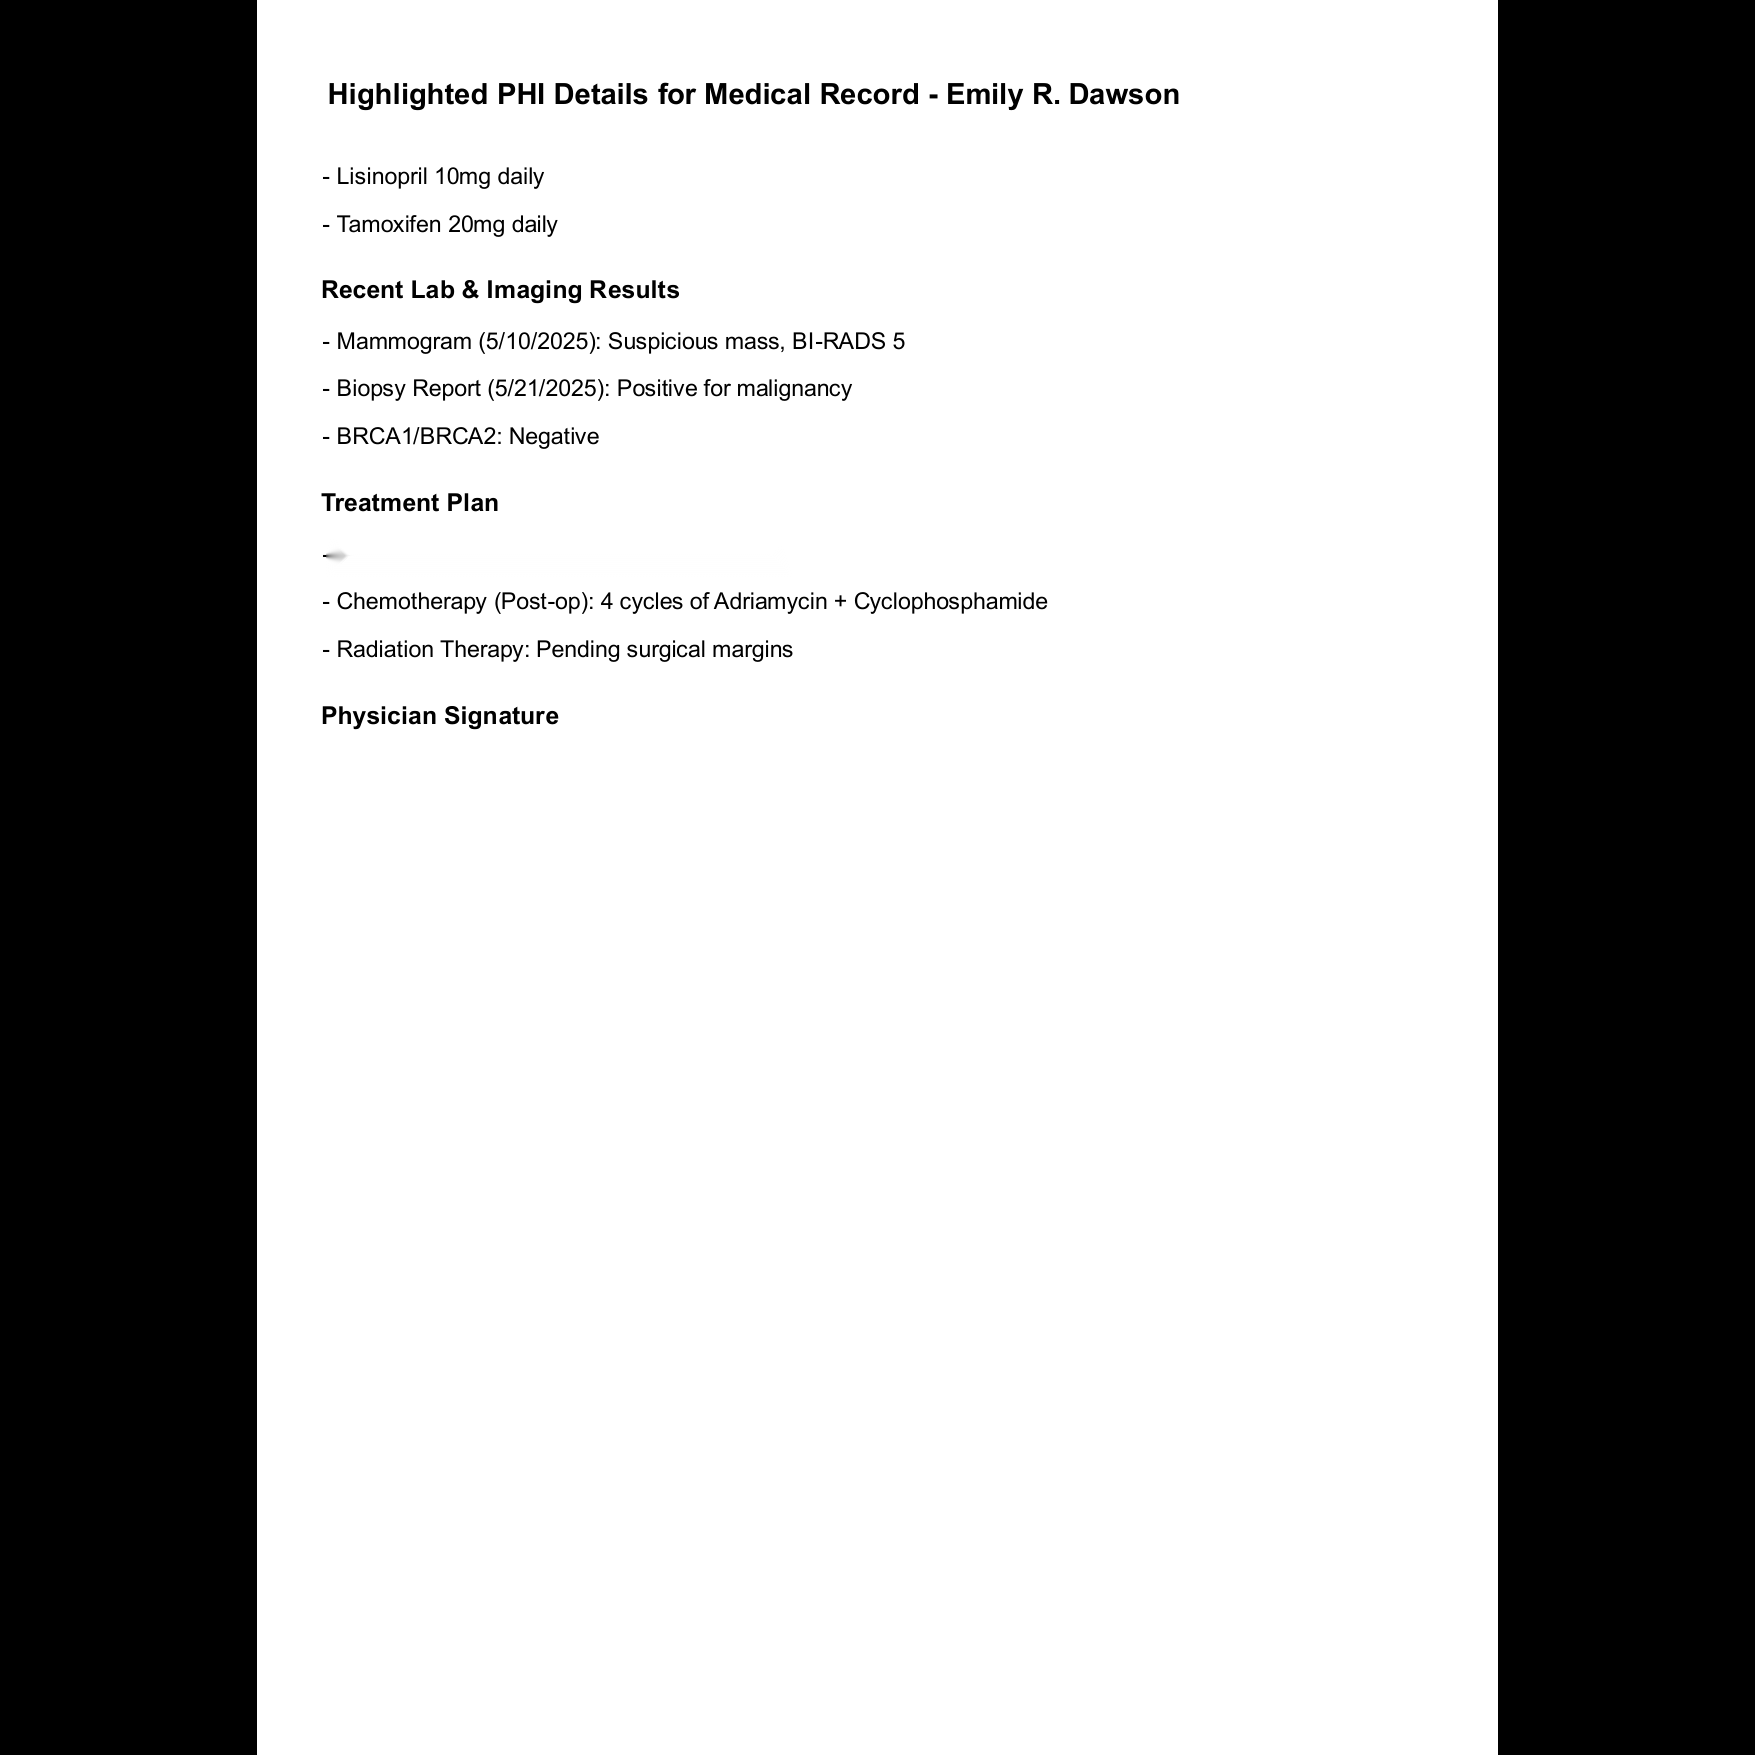 Highlighted PHI Details for Medical Record - Emily R. Dawson
- Lisinopril 10mg daily
- Tamoxifen 20mg daily
Recent Lab & Imaging Results
- Mammogram (5/10/2025): Suspicious mass, BI-RADS 5
- Biopsy Report (5/21/2025): Positive for malignancy
- BRCA1/BRCA2: Negative
Treatment Plan
-
- Chemotherapy (Post-op): 4 cycles of Adriamycin + Cyclophosphamide
- Radiation Therapy: Pending surgical margins
Physician Signature